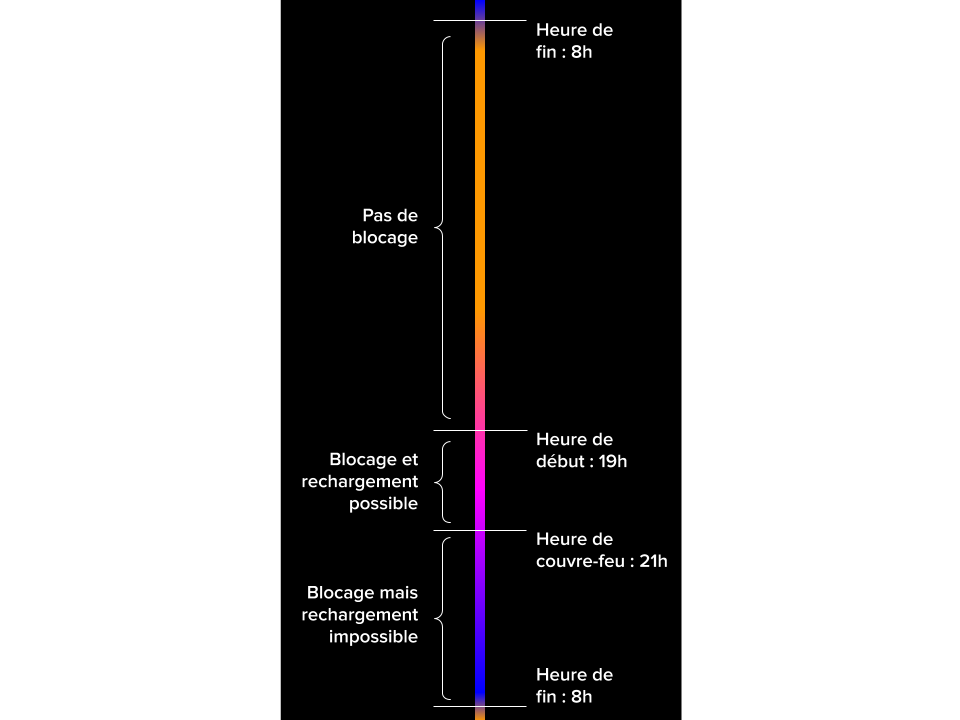 Heure de
fin : 8h
Pas de
blocage
Heure de
début : 19h
Blocage et
rechargement
possible
Heure de
couvre-feu : 21h
Blocage mais
rechargement
impossible
Heure de
fin : 8h